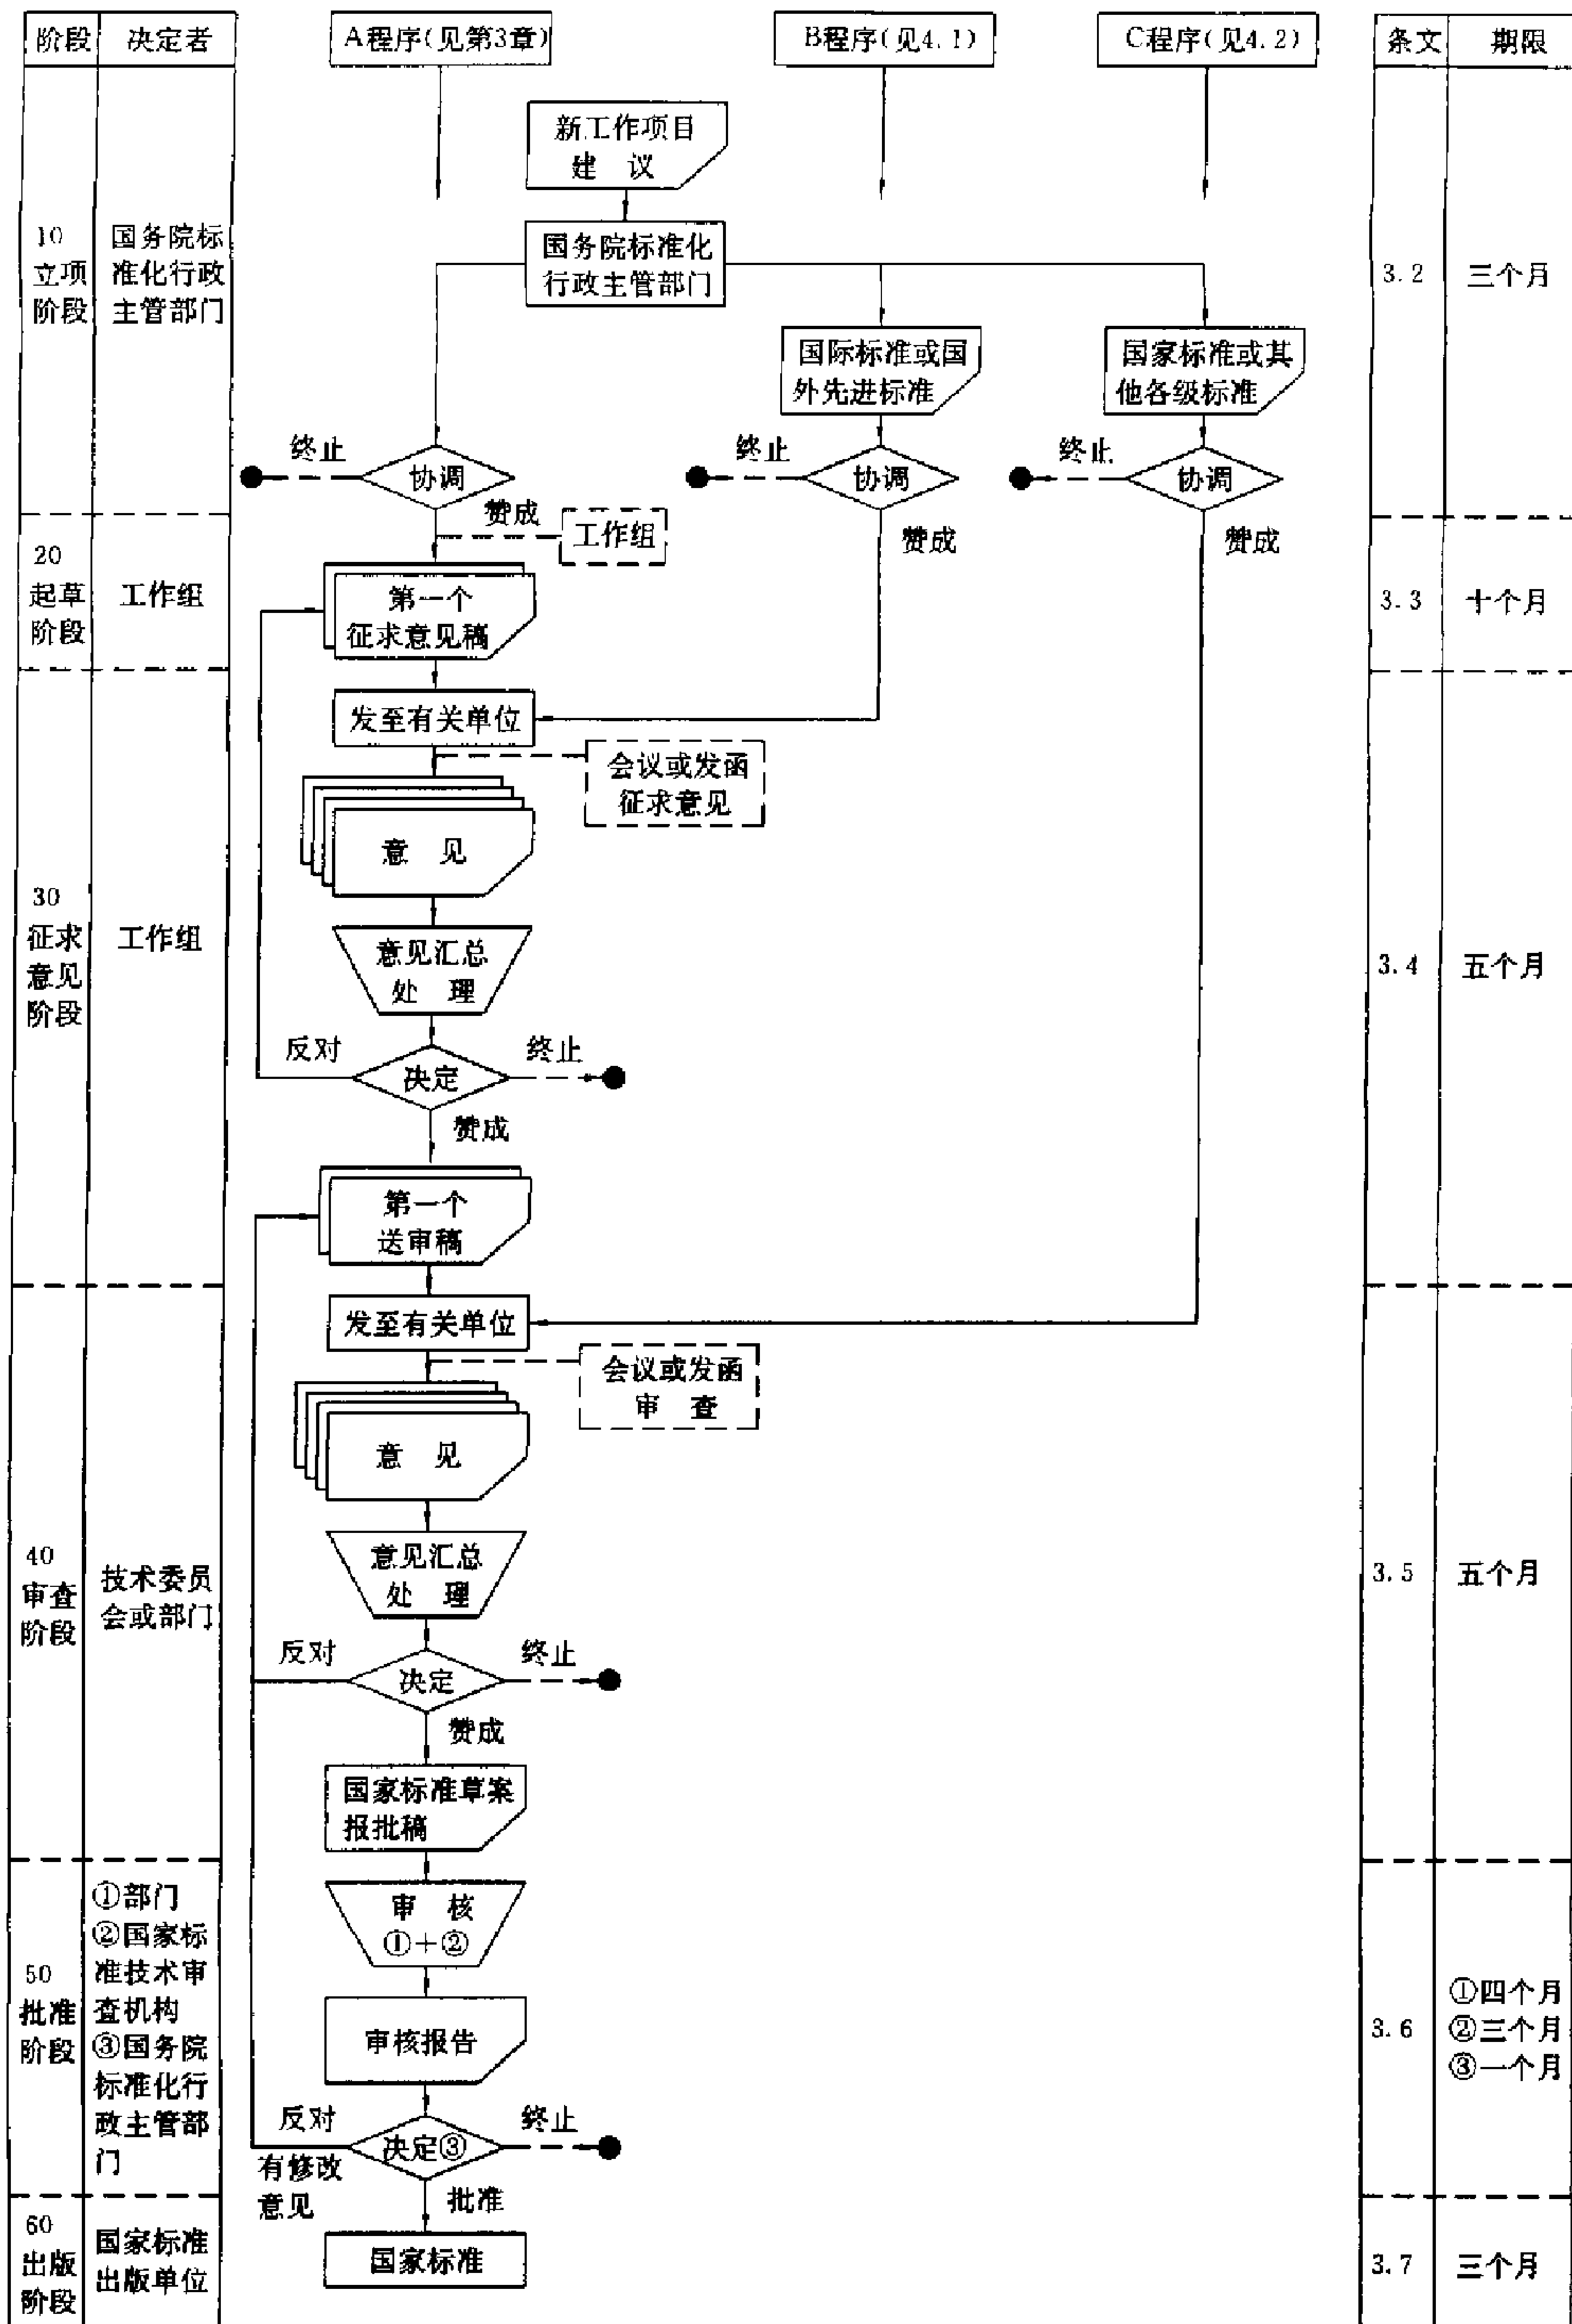 阶段
决定者
A程序(见第3章)
B程序(见4.1)
C程序(见4.2)
条文
期限
新工作项目
建 议
10
立项
阶段
国务院标
准化行政
主管部门
国务院标准化
行政主管部门
3.2
三个月
国际标准或国
外先进标准
国家标准或其
他各级标准
终止
协调
终止
协调
终止
协调
赞成
工作组
赞成
赞成
20
起草
阶段
工作组
第一个
征求意见稿
3.3
十个月
发至有关单位
会议或发函
征求意见
意 见
30
征求
意见
阶段
工作组
意见汇总
处 理
3.4
五个月
反对
决定
终止
赞成
第一个
送审稿
发至有关单位
会议或发函
审 查
意 见
40
审查
阶段
技术委员
会或部门
意见汇总
处 理
3.5
五个月
反对
决定
终止
赞成
国家标准草案
报批稿
50
批准
阶段
①部门
②国家标
准技术审
查机构
③国务院
标准化行
政主管部
门
审 核
①+②
审核报告
3.6
①四个月
②三个月
③一个月
反对
决定③
终止
有修改
意见
批准
60
出版
阶段
国家标准
出版单位
国家标准
3.7
三个月